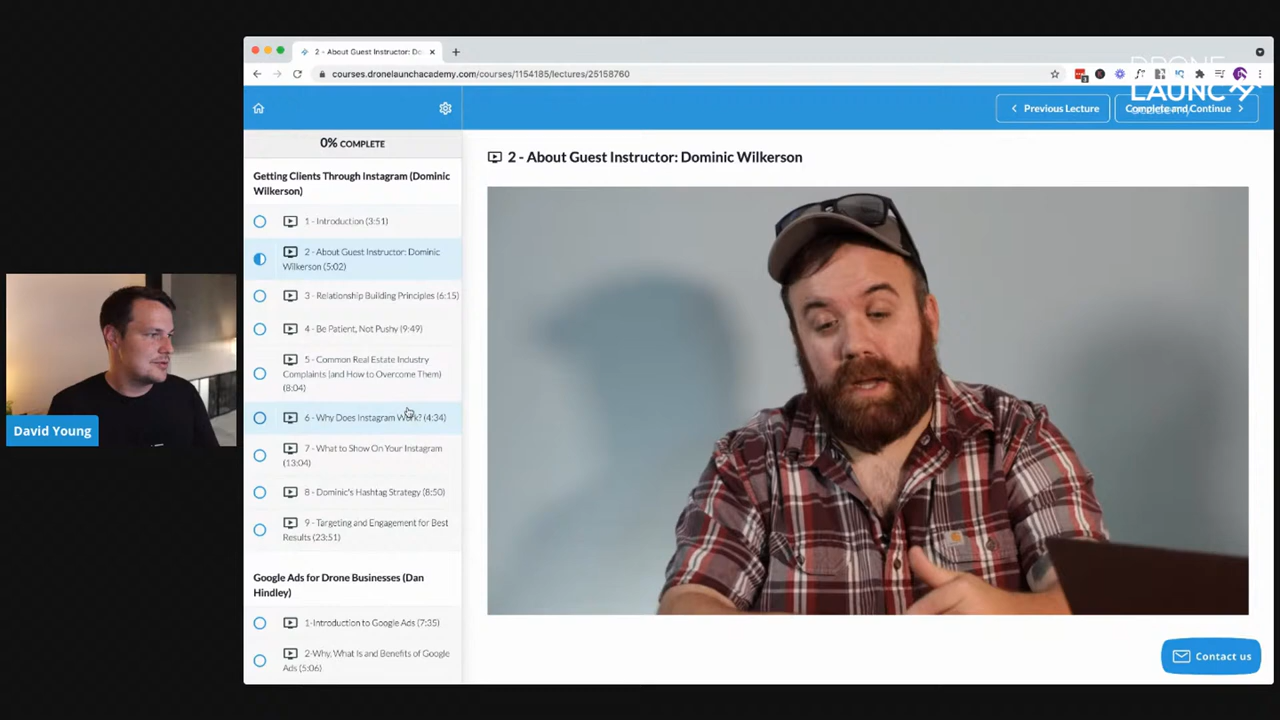 2 - About Guest Instructor: Do
courses.dronelaunchacademy.com/courses/1154185/lectures/25158760
DRONE
LAUNCH
Previous Lecture
Complete and Continue
0% COMPLETE
Getting Clients Through Instagram (Dominic
Wilkerson)
1 - Introduction (3:51)
2 - About Guest Instructor: Dominic
Wilkerson (5:02)
3 - Relationship Building Principles (6:15)
4 - Be Patient, Not Pushy (9:49)
5 - Common Real Estate Industry
Complaints (and How to Overcome Them)
(8:04)
6 - Why Does Instagram Work? (4:34)
7 - What to Show On Your Instagram
(13:04)
8 - Dominic's Hashtag Strategy (8:50)
9 - Targeting and Engagement for Best
Results (23:51)
Google Ads for Drone Businesses (Dan
Hindley)
1-Introduction to Google Ads (7:35)
2-Why, What Is and Benefits of Google
Ads (5:06)
2 - About Guest Instructor: Dominic Wilkerson
David Young
Contact us